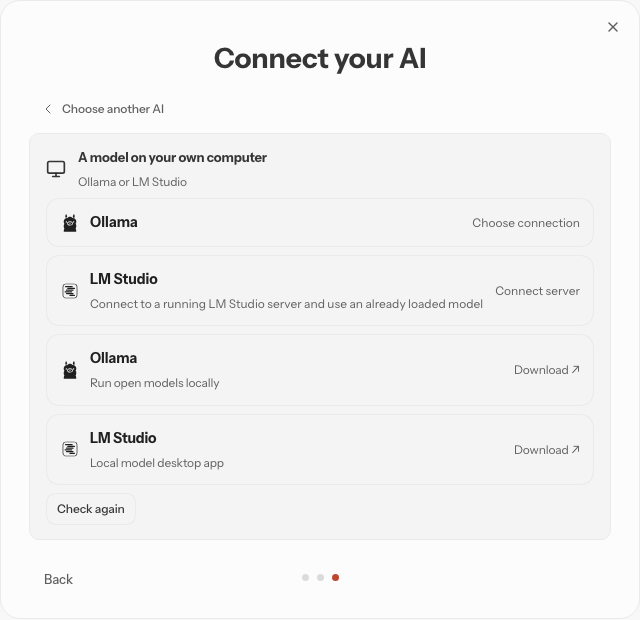 Connect your AI
Choose another AI
A model on your own computer
Ollama or LM Studio
Ollama
Choose connection
LM Studio
Connect to a running LM Studio server and use an already loaded model
Connect server
Ollama
Run open models locally
Download ↗
LM Studio
Local model desktop app
Download ↗
Check again
Back